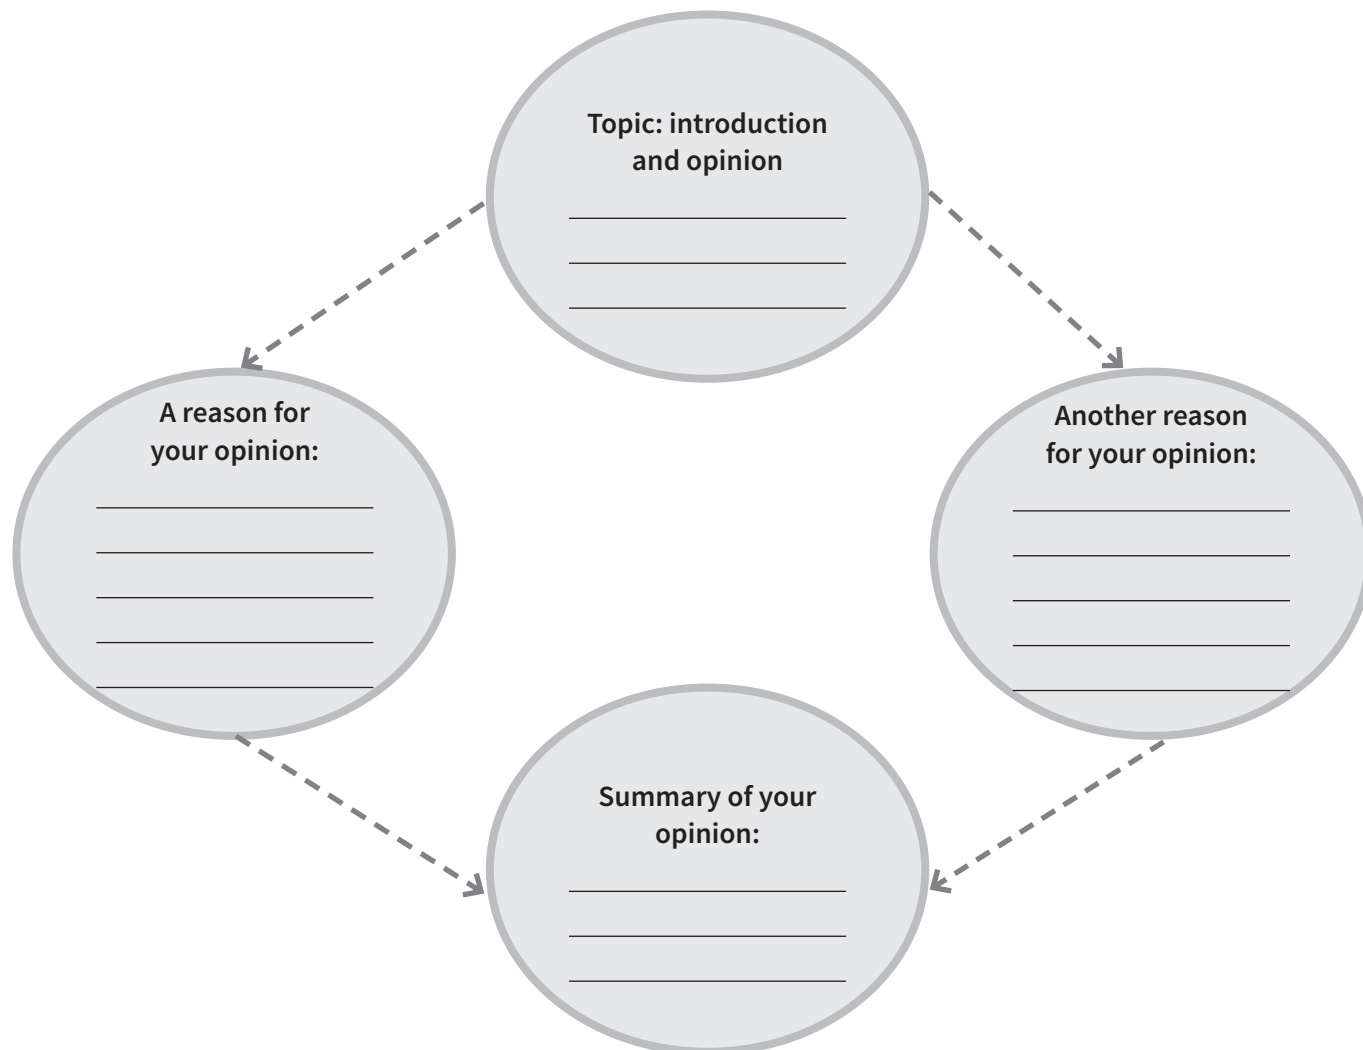 Topic: introduction
and opinion
A reason for
your opinion:
Another reason
for your opinion:
Summary of your
opinion: